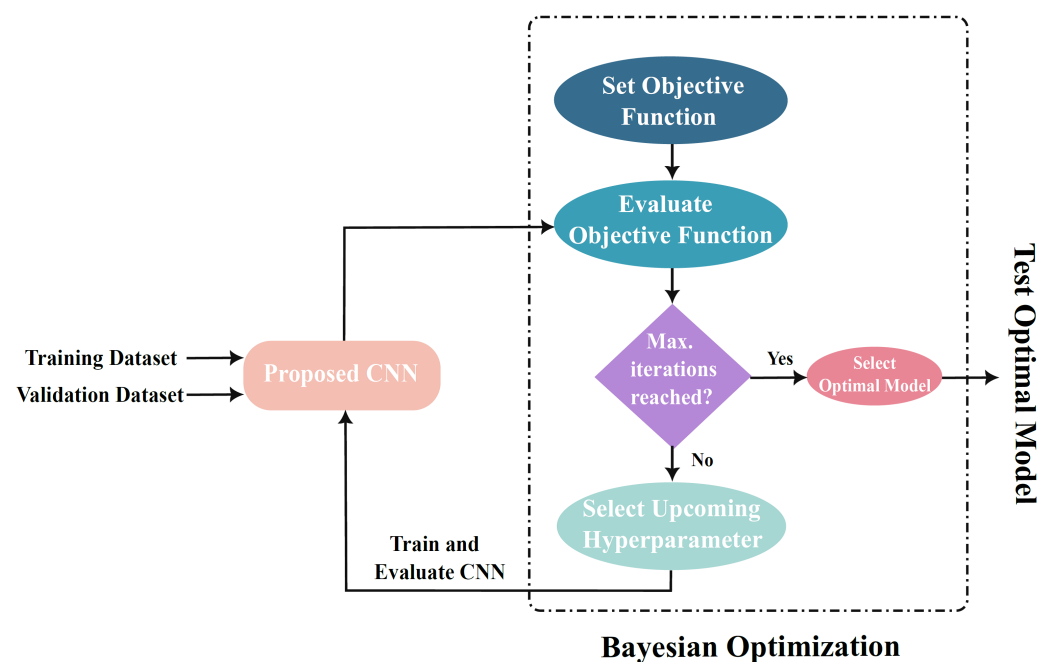 Set Objective
Function
Evaluate
Objective Function
Max.
iterations
reached?
Yes
Select
Optimal Model
Test Optimal Model
Training Dataset
Validation Dataset
Proposed CNN
No
Select Upcoming
Hyperparameter
Train and
Evaluate CNN
Bayesian Optimization